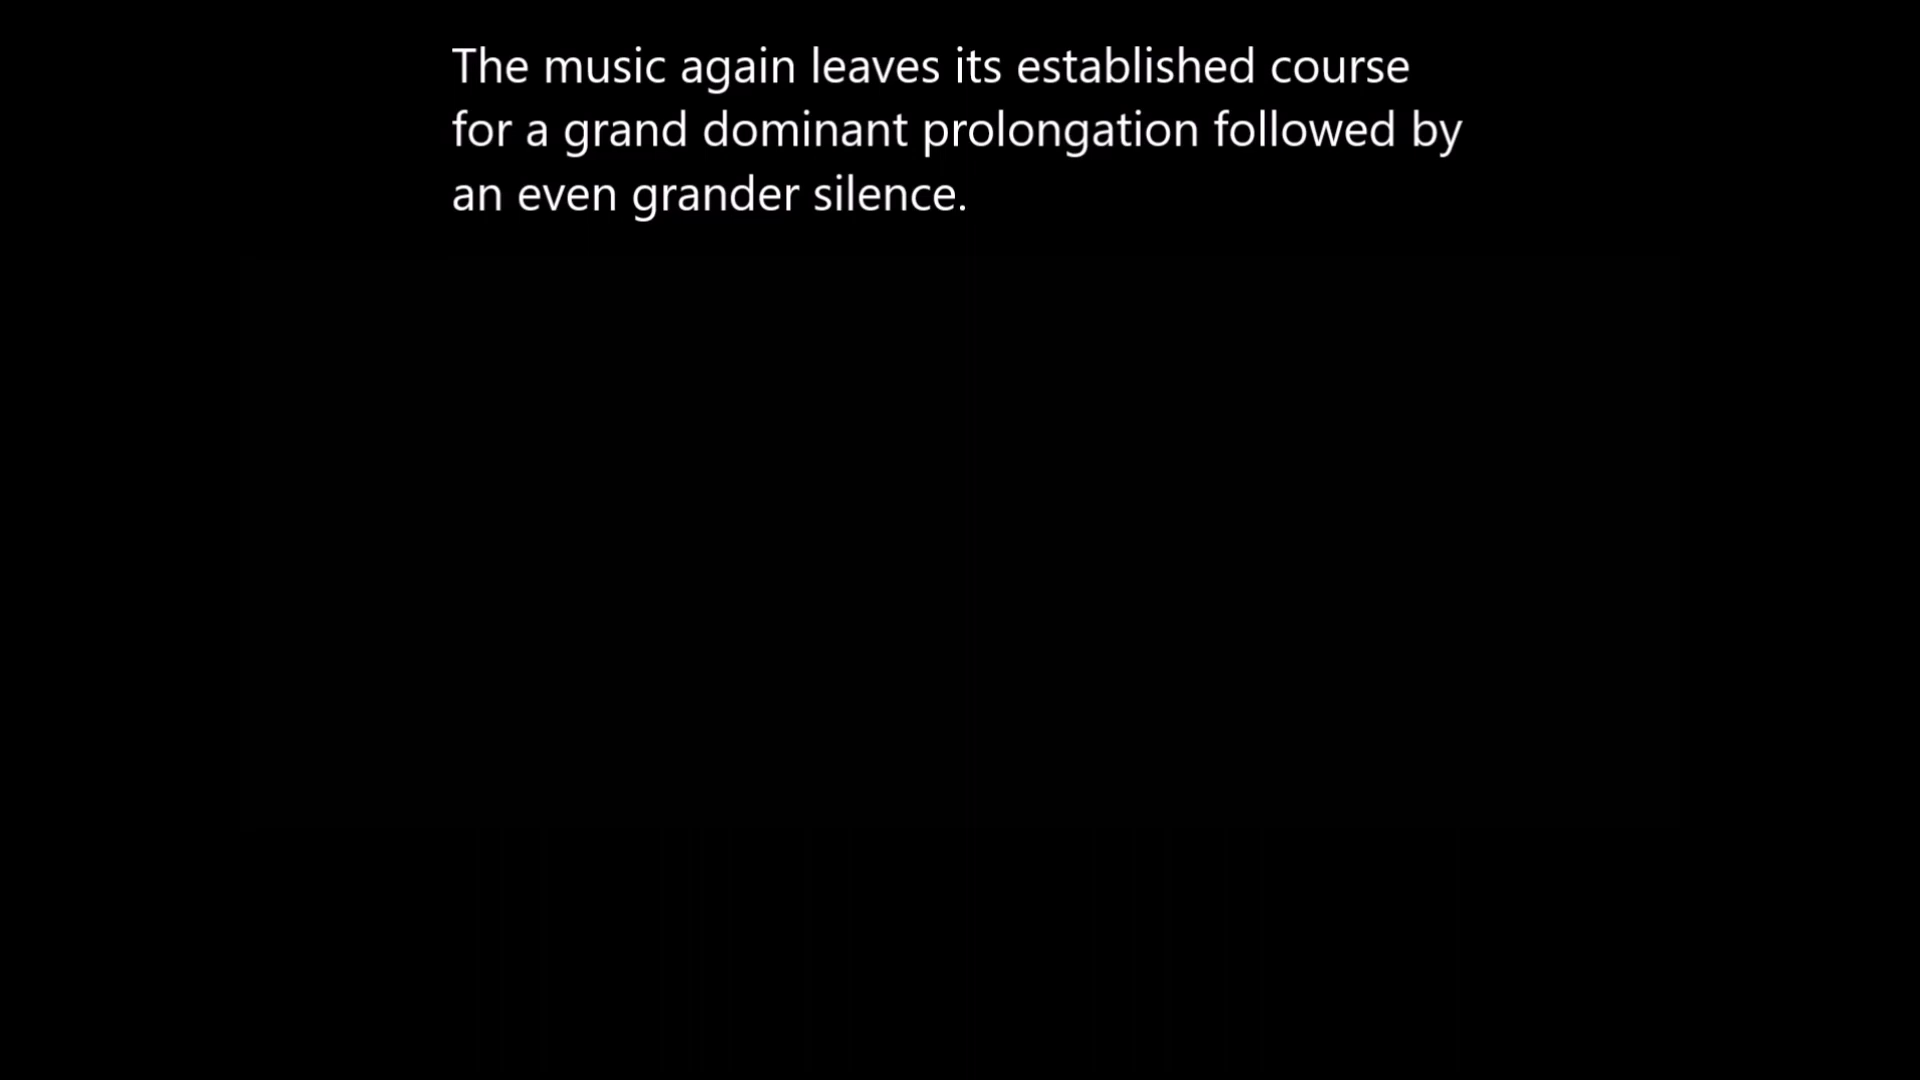 The music again leaves its established course
for a grand dominant prolongation followed by
an even grander silence.